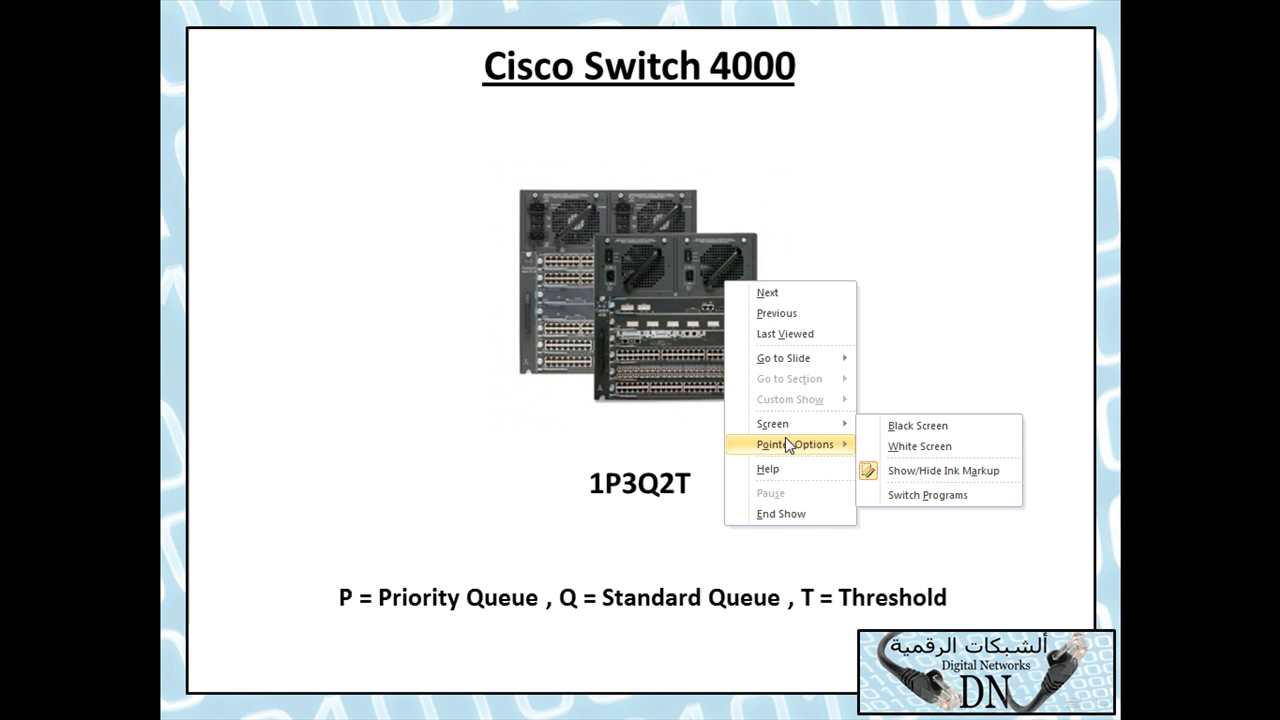 Cisco Switch 4000
Next
Previous
Last Viewed
Go to Slide
Go to Section
Custom Show
Screen
Pointer Options
Help
Pause
End Show
Black Screen
White Screen
Show/Hide Ink Markup
Switch Programs
1P3Q2T
P = Priority Queue , Q = Standard Queue , T = Threshold
ألشبكات الرقمية
Digital Networks
DN